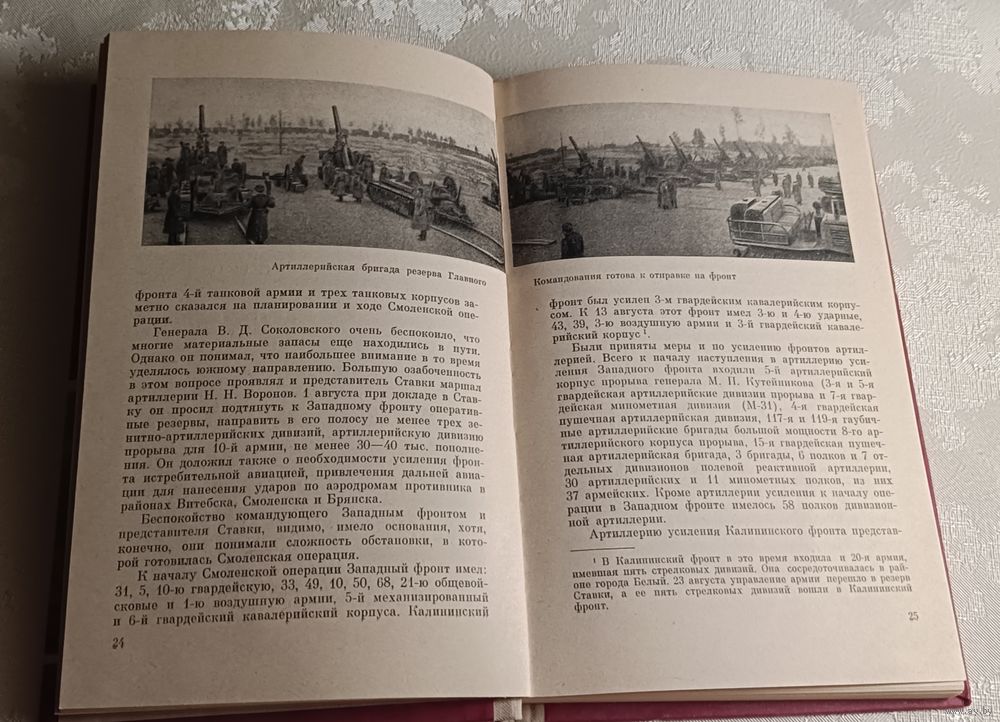 Артиллерийская бригада резерва Главного
фронта 4-й танковой армии и трех танковых корпусов за-
метно сказался на планировании и ходе Смоленской опе-
рации.
Генерала В. Д. Соколовского очень беспокоило, что
многие материальные запасы еще находились в пути.
Однако он понимал, что наибольшее внимание в то время
уделялось южному направлению. Большую озабоченность
в этом вопросе проявлял и представитель Ставки маршал
артиллерии Н. Н. Воронов. 1 августа при докладе в Став-
ку он просил подтянуть к Западному фронту оператив-
ные резервы, направить в его полосу не менее трех зе-
нитно-артиллерийских дивизий, артиллерийскую дивизию
прорыва для 10-й армии, не менее 30—40 тыс. пополне-
ния. Он доложил также о необходимости усиления фрон-
та истребительной авиацией, привлечения дальней авиа-
ции для нанесения ударов по аэродромам противника в
районах Витебска, Смоленска и Брянска.
Беспокойство командующего Западным фронтом и
представителя Ставки, видимо, имело основания, хотя,
конечно, они понимали сложность обстановки, в кото-
рой готовилась Смоленская операция.
К началу Смоленской операции Западный фронт имел:
31, 5, 10-ю гвардейскую, 33, 49, 10, 50, 68, 21-ю общевой-
сковые и 1-ю воздушную армии, 5-й механизированный
и 6-й гвардейский кавалерийский корпуса. Калининский
24
Командования готова к отправке на фронт
фронт был усилен 3-м гвардейским кавалерийским корпу-
сом. К 13 августа этот фронт имел 3-ю и 4-ю ударные,
43, 39, 3-ю воздушную армии и 3-й гвардейский кавале-
рийский корпус ¹.
Были приняты меры и по усилению фронтов артил-
лерией. Всего к началу наступления в артиллерию уси-
ления Западного фронта входили 5-й артиллерийский
корпус прорыва генерала М. П. Кутейникова (3-я и 5-я
гвардейская артиллерийские дивизии прорыва и 7-я гвар-
дейская минометная дивизия (М-31), 4-я гвардейская
пушечная артиллерийская дивизия, 117-я и 119-я гаубич-
ные артиллерийские бригады большой мощности 8-го ар-
тиллерийского корпуса прорыва, 15-я гвардейская пушеч-
ная артиллерийская бригада, 3 бригады, 6 полков и 7 от-
дельных дивизионов полевой реактивной артиллерии,
30 артиллерийских и 11 минометных полков, из них
37 армейских. Кроме артиллерии усиления к началу опе-
рации в Западном фронте имелось 58 полков дивизион-
ной артиллерии.
Артиллерию усиления Калининского фронта представ-
¹ В Калининский фронт в это время входила и 20-я армия,
имевшая пять стрелковых дивизий. Она сосредоточивалась в рай-
оне города Белый. 23 августа управление армии перешло в резерв
Ставки, а ее пять стрелковых дивизий вошли в Калининский
фронт.
25